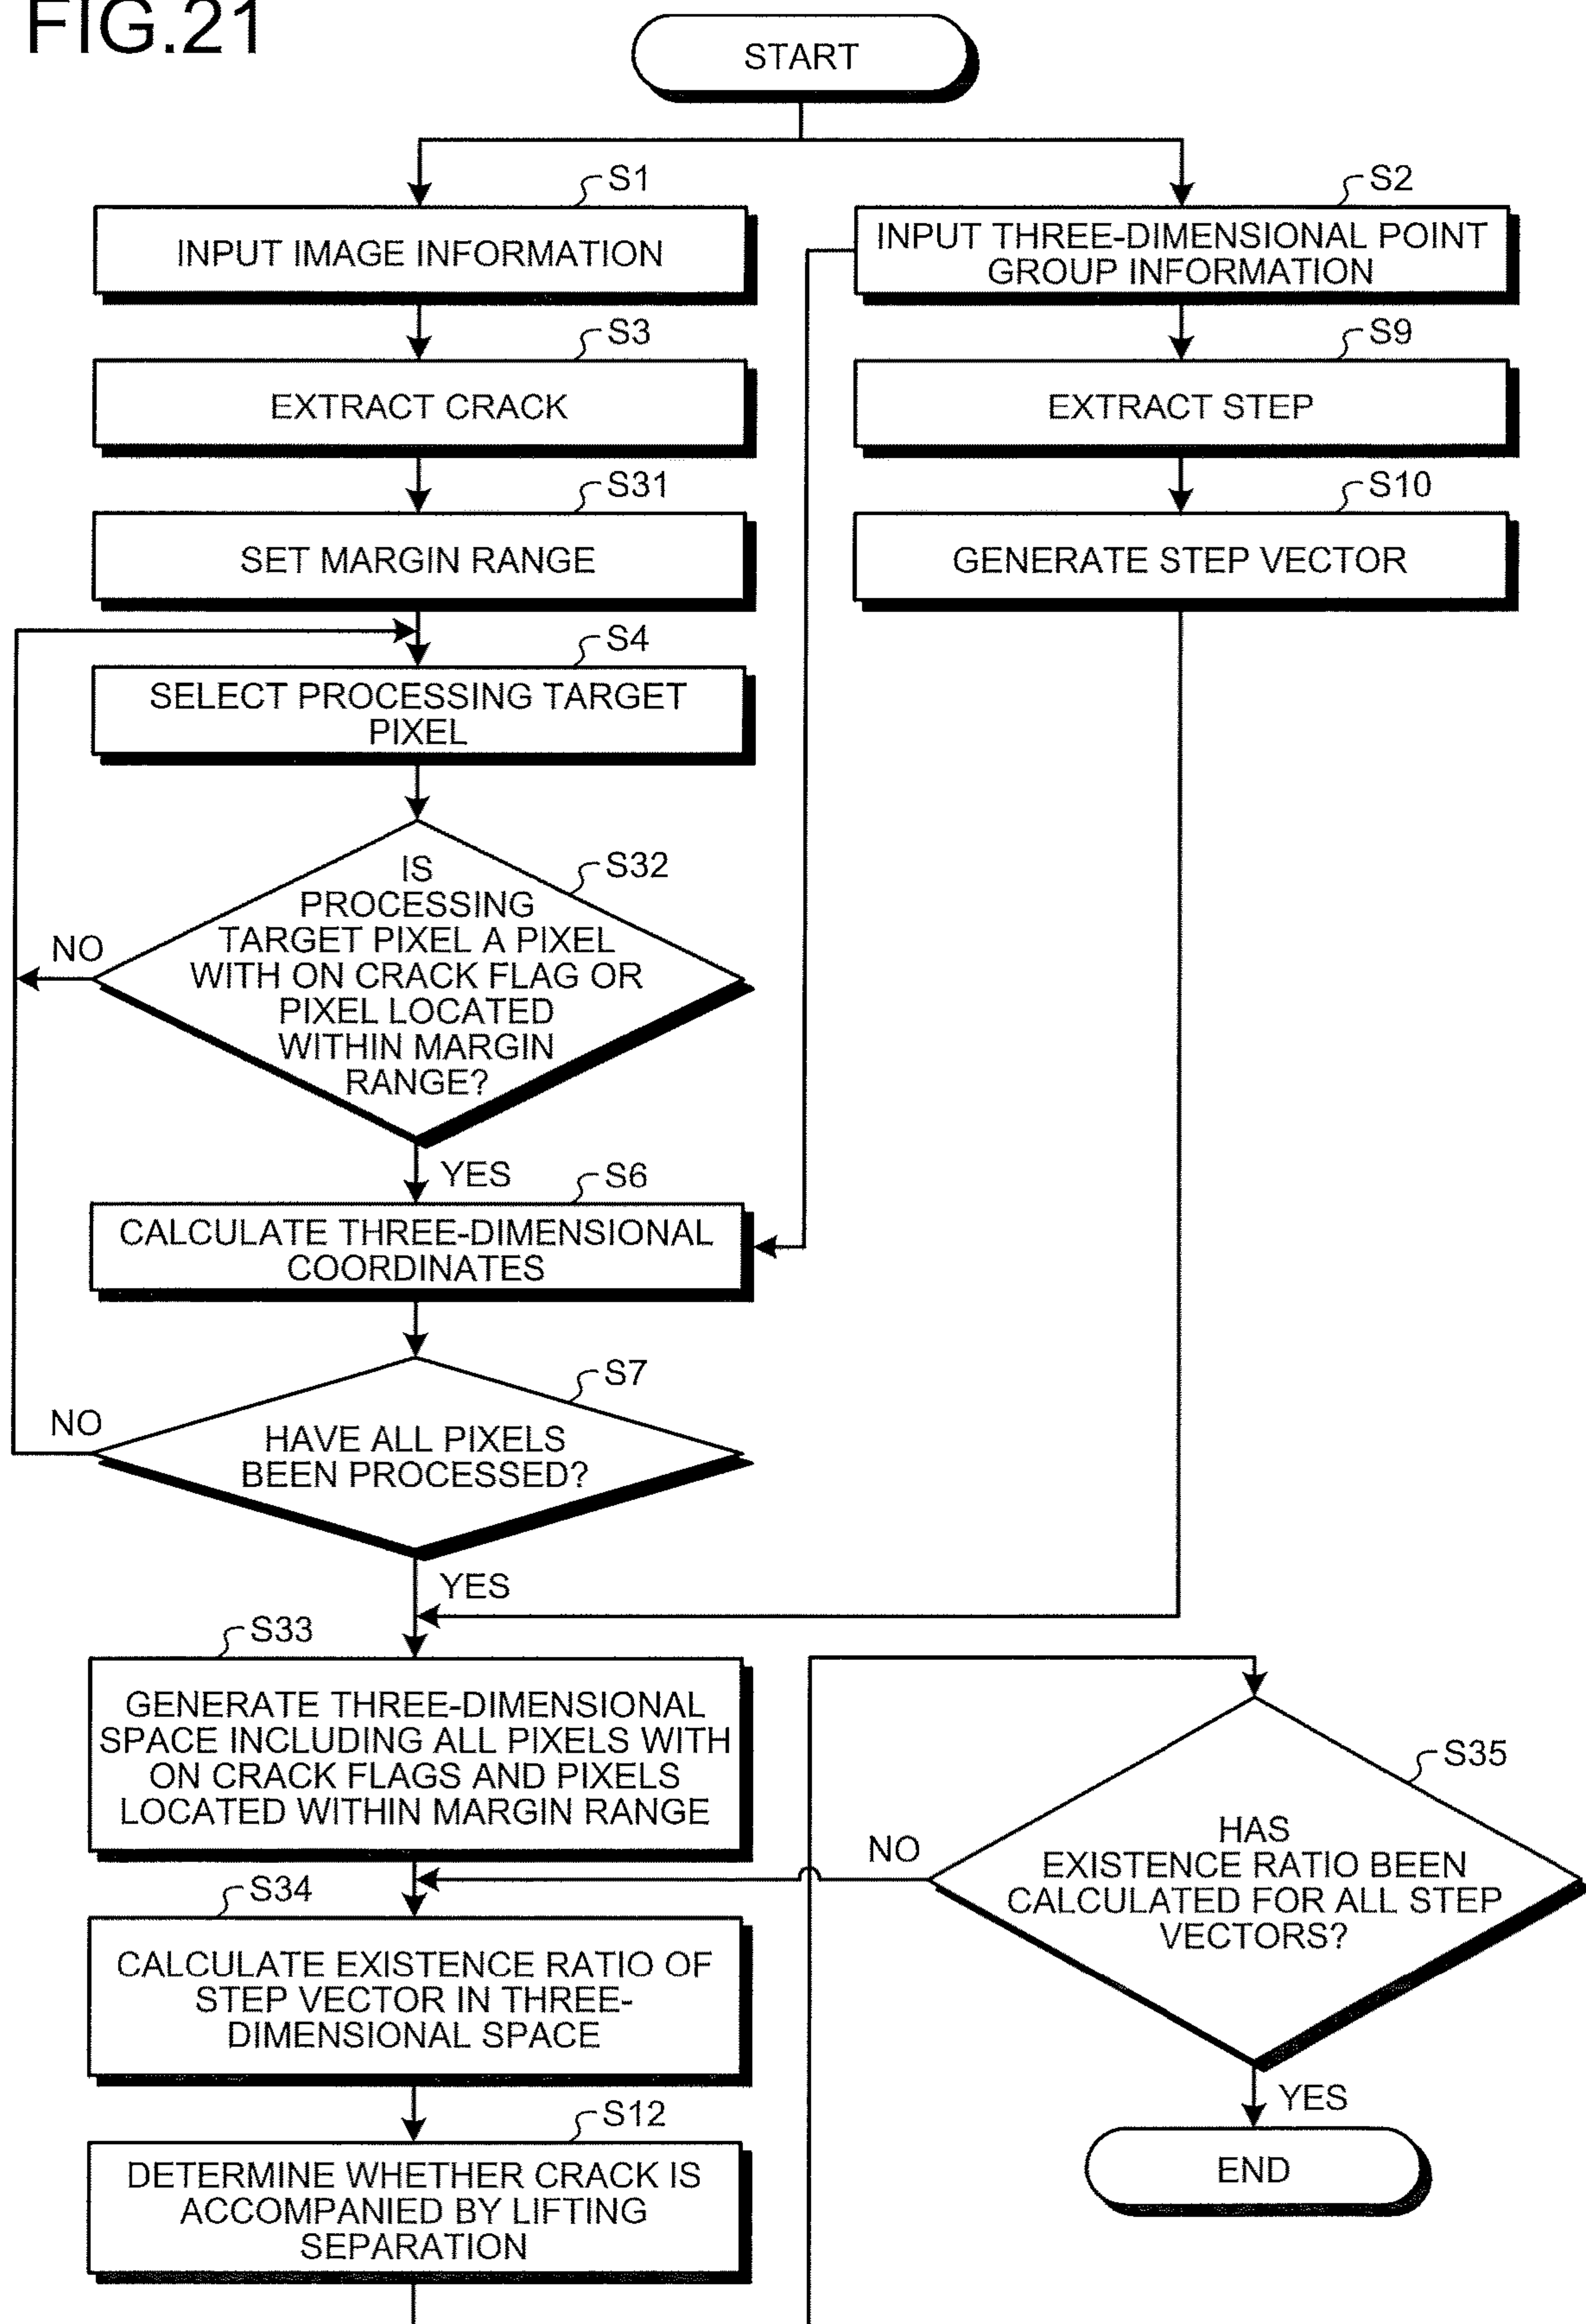 FIG.21
START
S1
INPUT IMAGE INFORMATION
S2
INPUT THREE-DIMENSIONAL POINT
GROUP INFORMATION
S3
EXTRACT CRACK
S9
EXTRACT STEP
S31
SET MARGIN RANGE
S10
GENERATE STEP VECTOR
S4
SELECT PROCESSING TARGET
PIXEL
S32
IS
PROCESSING
TARGET PIXEL A PIXEL
WITH ON CRACK FLAG OR
PIXEL LOCATED
WITHIN MARGIN
RANGE?
NO
YES
S6
CALCULATE THREE-DIMENSIONAL
COORDINATES
S7
HAVE ALL PIXELS
BEEN PROCESSED?
NO
YES
S33
GENERATE THREE-DIMENSIONAL
SPACE INCLUDING ALL PIXELS WITH
ON CRACK FLAGS AND PIXELS
LOCATED WITHIN MARGIN RANGE
S34
CALCULATE EXISTENCE RATIO OF
STEP VECTOR IN THREE-
DIMENSIONAL SPACE
S12
DETERMINE WHETHER CRACK IS
ACCOMPANIED BY LIFTING
SEPARATION
S35
HAS
EXISTENCE RATIO BEEN
CALCULATED FOR ALL STEP
VECTORS?
NO
YES
END